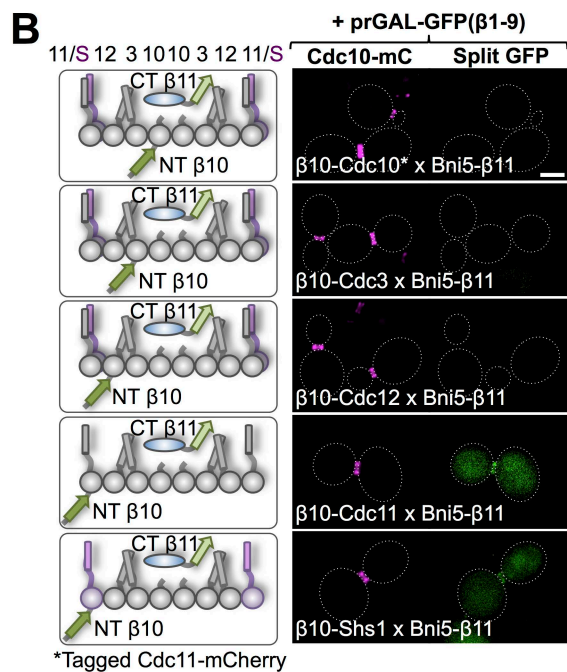 B
+ prGAL-GFP(β1-9)
11/S 12 3 10 10 3 12 11/S
Cdc10-mC Split GFP
CT β11
NT β10
β10-Cdc10* x Bni5-β11
CT β11
NT β10
β10-Cdc3 x Bni5-β11
CT β11
NT β10
β10-Cdc12 x Bni5-β11
CT β11
NT β10
β10-Cdc11 x Bni5-β11
CT β11
NT β10
β10-Shs1 x Bni5-β11
*Tagged Cdc11-mCherry